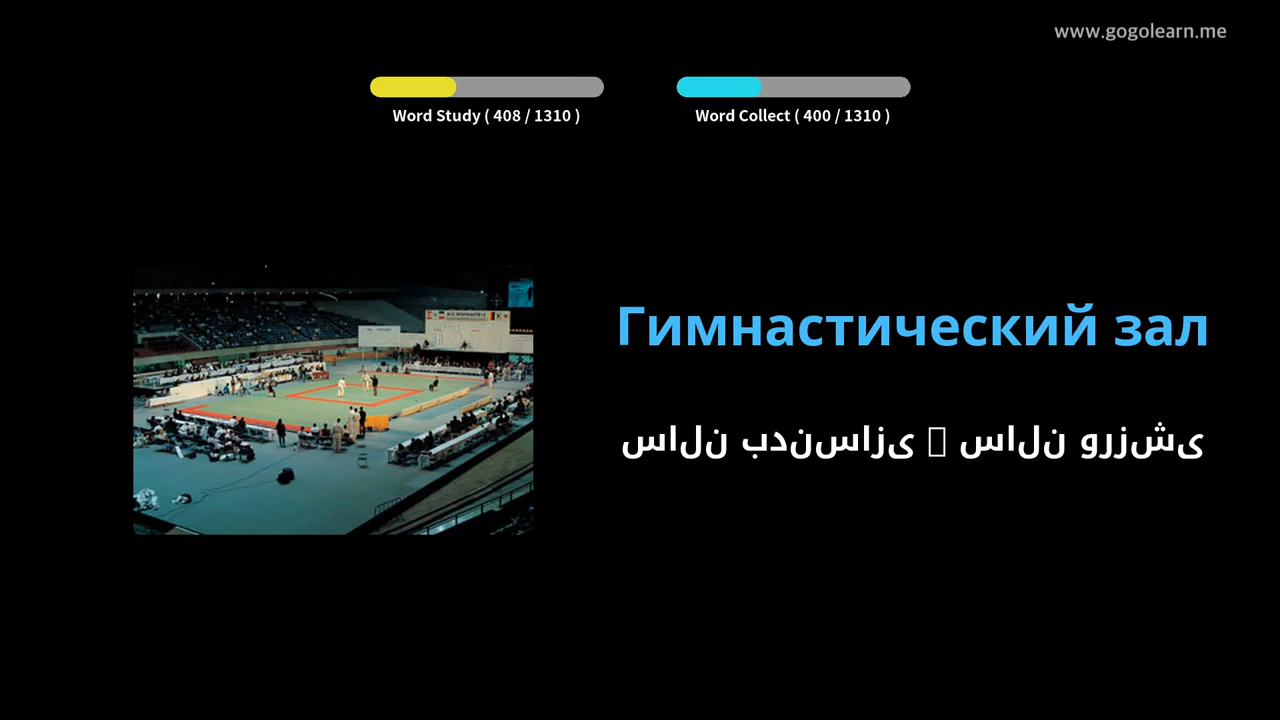 www.gogolearn.me
Word Study ( 408 / 1310 )
Word Collect ( 400 / 1310 )
Гимнастический зал
سالن بدنسازی ▯ سالن ورزشی